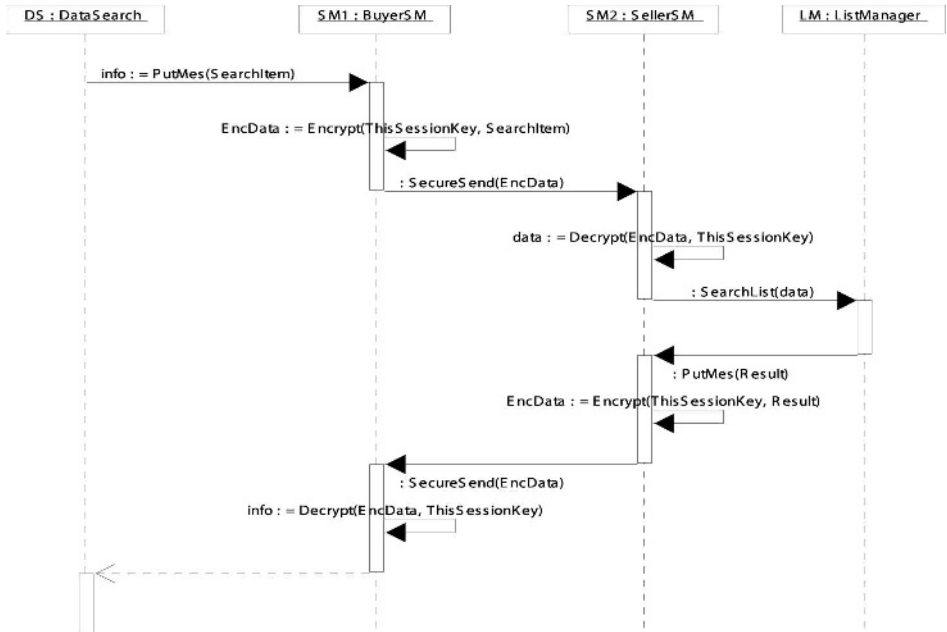 DS : DataSearch
SM1 : BuyerSM
SM2 : SellerSM
LM : ListManager
info : = PutMes(SearchItem)
EncData : = Encrypt(ThisSessionKey, SearchItem)
: SecureSend(EncData)
data : = Decrypt(EncData, ThisSessionKey)
: SearchList(data)
: PutMes(Result)
EncData : = Encrypt(ThisSessionKey, Result)
: SecureSend(EncData)
info : = Decrypt(EncData, ThisSessionKey)